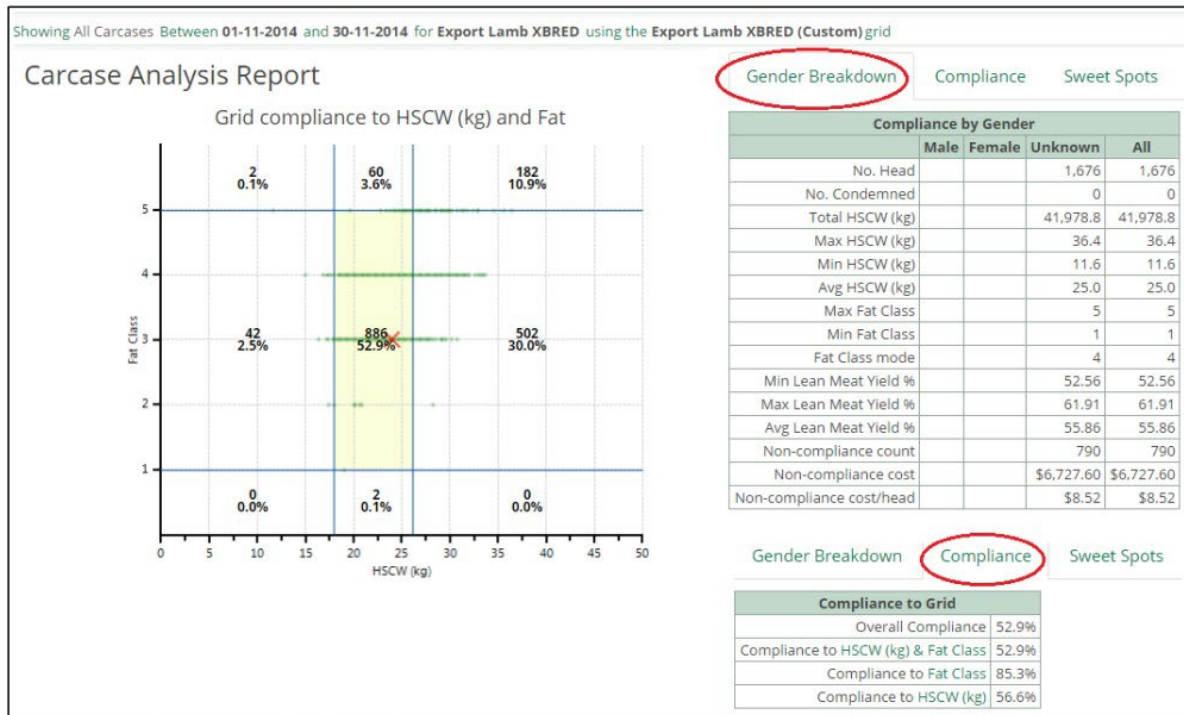 Showing All Carcases Between 01-11-2014 and 30-11-2014 for Export Lamb XBRED using the Export Lamb XBRED (Custom) grid
Carcase Analysis Report
Grid compliance to HSCW (kg) and Fat
2 60 182
0.1% 3.6% 10.9%
5
4
42 886 502
3
2.5% 52.9% 30.0%
2
1
0 2 0
0.0% 0.1% 0.0%
Fat Class
0 5 10 15 20 25 30 35 40 45 50
HSCW (kg)
Gender Breakdown Compliance Sweet Spots
Compliance by Gender
Male Female Unknown All
No. Head 1,676 1,676
No. Condemned 0 0
Total HSCW (kg) 41,978.8 41,978.8
Max HSCW (kg) 36.4 36.4
Min HSCW (kg) 11.6 11.6
Avg HSCW (kg) 25.0 25.0
Max Fat Class 5 5
Min Fat Class 1 1
Fat Class mode 4 4
Min Lean Meat Yield % 52.56 52.56
Max Lean Meat Yield % 61.91 61.91
Avg Lean Meat Yield % 55.86 55.86
Non-compliance count 790 790
Non-compliance cost $6,727.60 $6,727.60
Non-compliance cost/head $8.52 $8.52
Gender Breakdown Compliance Sweet Spots
Compliance to Grid
Overall Compliance 52.9%
Compliance to HSCW (kg) & Fat Class 52.9%
Compliance to Fat Class 85.3%
Compliance to HSCW (kg) 56.6%